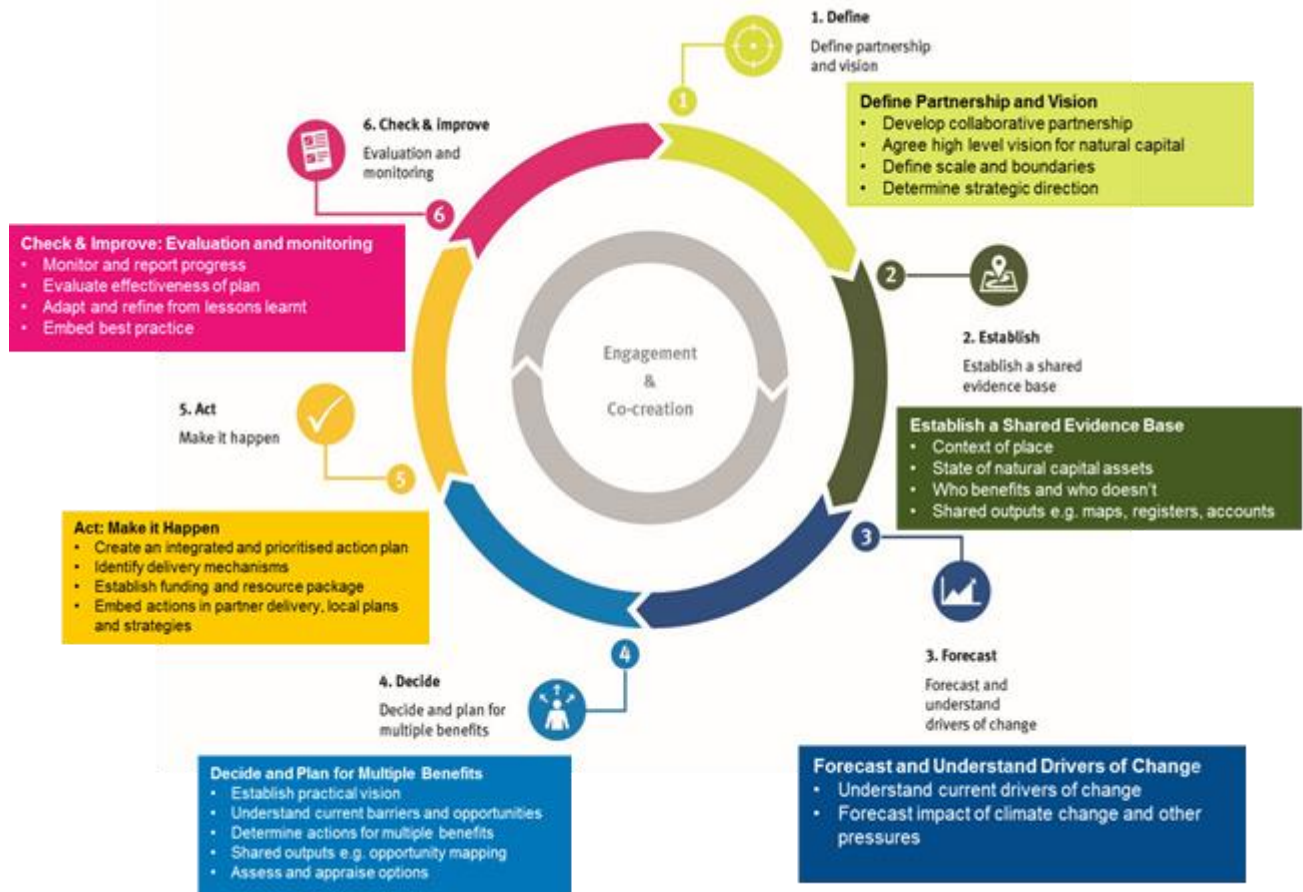 1. Define
Define partnership
and vision
1
Define Partnership and Vision
• Develop collaborative partnership
• Agree high level vision for natural capital
• Define scale and boundaries
• Determine strategic direction
2
2. Establish
Establish a shared
evidence base
Establish a Shared Evidence Base
• Context of place
• State of natural capital assets
• Who benefits and who doesn't
• Shared outputs e.g. maps, registers, accounts
3
3. Forecast
Forecast and
understand
drivers of change
Forecast and Understand Drivers of Change
• Understand current drivers of change
• Forecast impact of climate change and other
pressures
4
4. Decide
Decide and plan for
multiple benefits
Decide and Plan for Multiple Benefits
• Establish practical vision
• Understand current barriers and opportunities
• Determine actions for multiple benefits
• Shared outputs e.g. opportunity mapping
• Assess and appraise options
5
5. Act
Make it happen
Act: Make it Happen
• Create an integrated and prioritised action plan
• Identify delivery mechanisms
• Establish funding and resource package
• Embed actions in partner delivery, local plans
and strategies
6
6. Check & improve
Evaluation and
monitoring
Check & Improve: Evaluation and monitoring
• Monitor and report progress
• Evaluate effectiveness of plan
• Adapt and refine from lessons learnt
• Embed best practice
Engagement
&
Co-creation